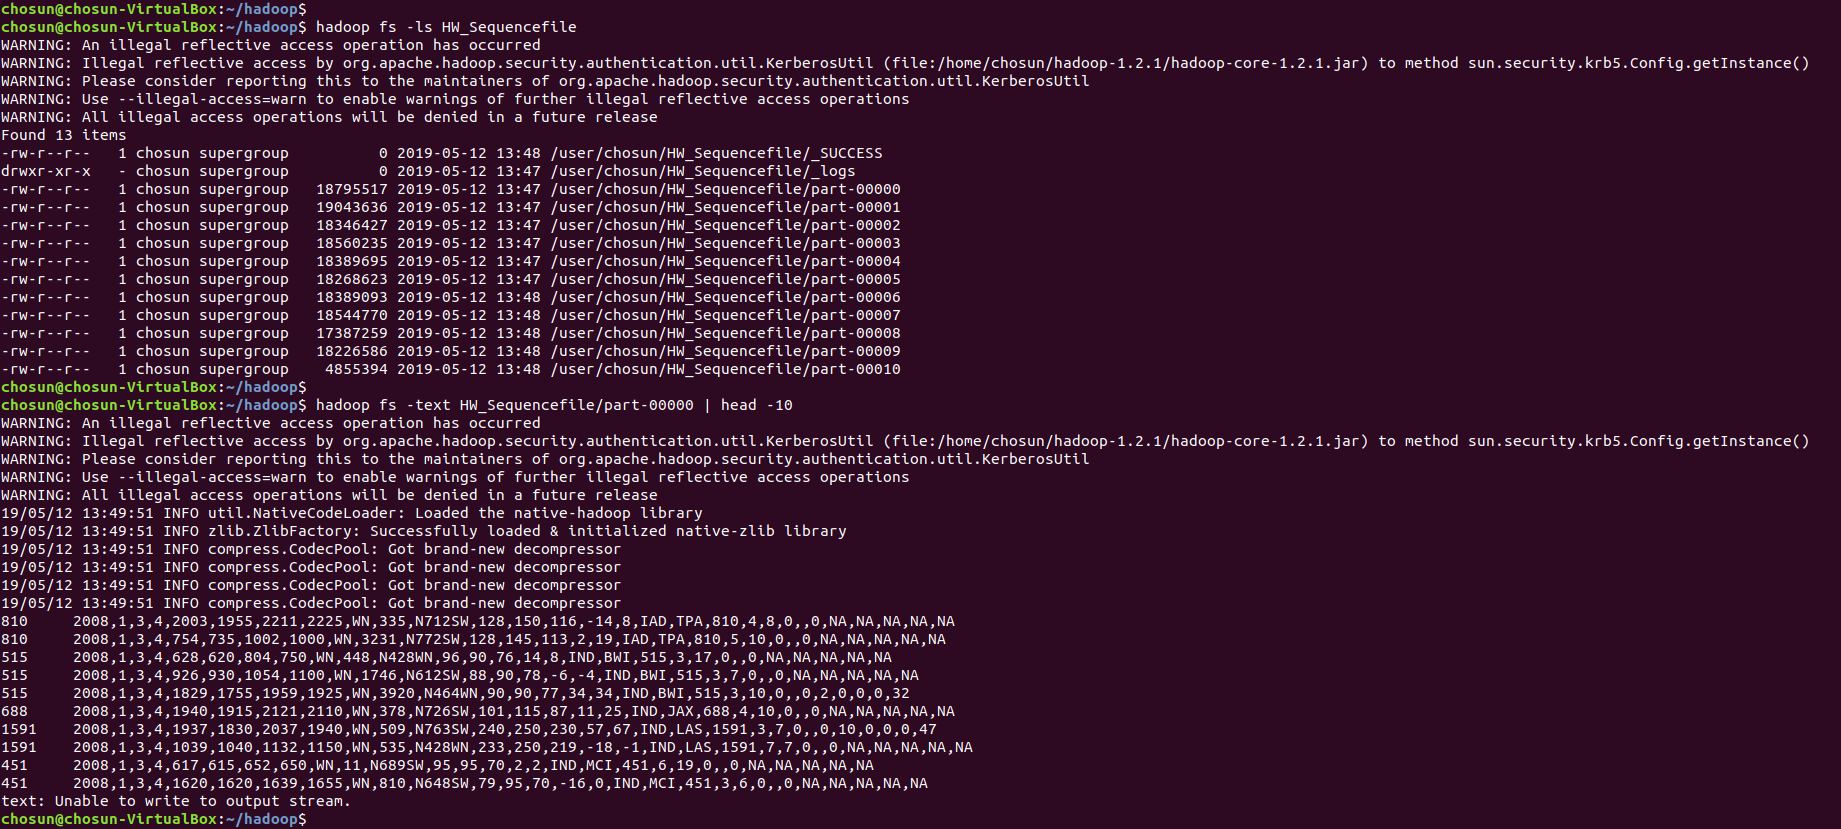 chosun@chosun-VirtualBox:~/hadoop$
chosun@chosun-VirtualBox:~/hadoop$ hadoop fs -ls HW_Sequencefile
WARNING: An illegal reflective access operation has occurred
WARNING: Illegal reflective access by org.apache.hadoop.security.authentication.util.KerberosUtil (file:/home/chosun/hadoop-1.2.1/hadoop-core-1.2.1.jar) to method sun.security.krb5.Config.getInstance()
WARNING: Please consider reporting this to the maintainers of org.apache.hadoop.security.authentication.util.KerberosUtil
WARNING: Use --illegal-access=warn to enable warnings of further illegal reflective access operations
WARNING: All illegal access operations will be denied in a future release
Found 13 items
-rw-r--r--   1 chosun supergroup          0 2019-05-12 13:48 /user/chosun/HW_Sequencefile/_SUCCESS
drwxr-xr-x   - chosun supergroup          0 2019-05-12 13:47 /user/chosun/HW_Sequencefile/_logs
-rw-r--r--   1 chosun supergroup   18795517 2019-05-12 13:47 /user/chosun/HW_Sequencefile/part-00000
-rw-r--r--   1 chosun supergroup   19043636 2019-05-12 13:47 /user/chosun/HW_Sequencefile/part-00001
-rw-r--r--   1 chosun supergroup   18346427 2019-05-12 13:47 /user/chosun/HW_Sequencefile/part-00002
-rw-r--r--   1 chosun supergroup   18560235 2019-05-12 13:47 /user/chosun/HW_Sequencefile/part-00003
-rw-r--r--   1 chosun supergroup   18389695 2019-05-12 13:47 /user/chosun/HW_Sequencefile/part-00004
-rw-r--r--   1 chosun supergroup   18268623 2019-05-12 13:47 /user/chosun/HW_Sequencefile/part-00005
-rw-r--r--   1 chosun supergroup   18389093 2019-05-12 13:48 /user/chosun/HW_Sequencefile/part-00006
-rw-r--r--   1 chosun supergroup   18544770 2019-05-12 13:48 /user/chosun/HW_Sequencefile/part-00007
-rw-r--r--   1 chosun supergroup   17387259 2019-05-12 13:48 /user/chosun/HW_Sequencefile/part-00008
-rw-r--r--   1 chosun supergroup   18226586 2019-05-12 13:48 /user/chosun/HW_Sequencefile/part-00009
-rw-r--r--   1 chosun supergroup    4855394 2019-05-12 13:48 /user/chosun/HW_Sequencefile/part-00010
chosun@chosun-VirtualBox:~/hadoop$
chosun@chosun-VirtualBox:~/hadoop$ hadoop fs -text HW_Sequencefile/part-00000 | head -10
WARNING: An illegal reflective access operation has occurred
WARNING: Illegal reflective access by org.apache.hadoop.security.authentication.util.KerberosUtil (file:/home/chosun/hadoop-1.2.1/hadoop-core-1.2.1.jar) to method sun.security.krb5.Config.getInstance()
WARNING: Please consider reporting this to the maintainers of org.apache.hadoop.security.authentication.util.KerberosUtil
WARNING: Use --illegal-access=warn to enable warnings of further illegal reflective access operations
WARNING: All illegal access operations will be denied in a future release
19/05/12 13:49:51 INFO util.NativeCodeLoader: Loaded the native-hadoop library
19/05/12 13:49:51 INFO zlib.ZlibFactory: Successfully loaded & initialized native-zlib library
19/05/12 13:49:51 INFO compress.CodecPool: Got brand-new decompressor
19/05/12 13:49:51 INFO compress.CodecPool: Got brand-new decompressor
19/05/12 13:49:51 INFO compress.CodecPool: Got brand-new decompressor
19/05/12 13:49:51 INFO compress.CodecPool: Got brand-new decompressor
810     2008,1,3,4,2003,1955,2211,2225,WN,335,N712SW,128,150,116,-14,8,IAD,TPA,810,4,8,0,,0,NA,NA,NA,NA,NA
810     2008,1,3,4,754,735,1002,1000,WN,3231,N772SW,128,145,113,2,19,IAD,TPA,810,5,10,0,,0,NA,NA,NA,NA,NA
515     2008,1,3,4,628,620,804,750,WN,448,N428WN,96,90,76,14,8,IND,BWI,515,3,17,0,,0,NA,NA,NA,NA,NA
515     2008,1,3,4,926,930,1054,1100,WN,1746,N612SW,88,90,78,-6,-4,IND,BWI,515,3,7,0,,0,NA,NA,NA,NA,NA
515     2008,1,3,4,1829,1755,1959,1925,WN,3920,N464WN,90,90,77,34,34,IND,BWI,515,3,10,0,,0,2,0,0,0,32
688     2008,1,3,4,1940,1915,2121,2110,WN,378,N726SW,101,115,87,11,25,IND,JAX,688,4,10,0,,0,NA,NA,NA,NA,NA
1591    2008,1,3,4,1937,1830,2037,1940,WN,509,N763SW,240,250,230,57,67,IND,LAS,1591,3,7,0,,0,10,0,0,0,47
1591    2008,1,3,4,1039,1040,1132,1150,WN,535,N428WN,233,250,219,-18,-1,IND,LAS,1591,7,7,0,,0,NA,NA,NA,NA,NA
451     2008,1,3,4,617,615,652,650,WN,11,N689SW,95,95,70,2,2,IND,MCI,451,6,19,0,,0,NA,NA,NA,NA,NA
451     2008,1,3,4,1620,1620,1639,1655,WN,810,N648SW,79,95,70,-16,0,IND,MCI,451,3,6,0,,0,NA,NA,NA,NA,NA
text: Unable to write to output stream.
chosun@chosun-VirtualBox:~/hadoop$